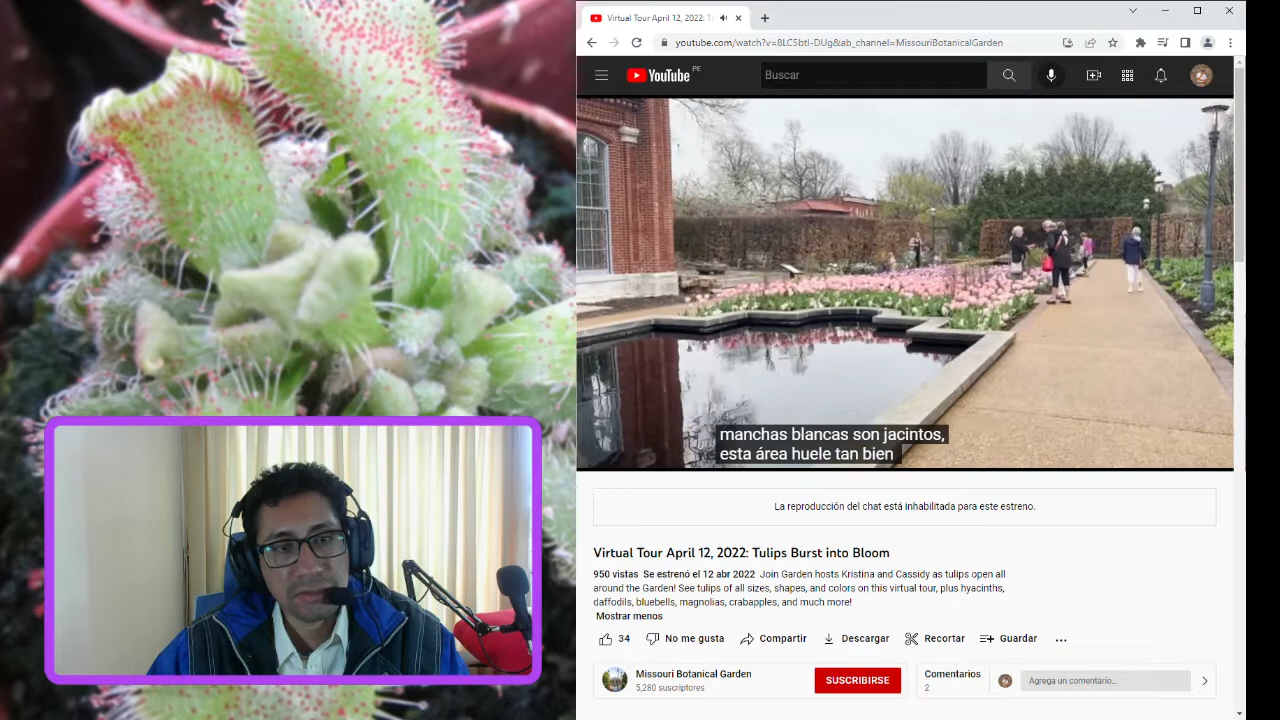 Virtual Tour April 12, 2022: T
youtube.com/watch?v=8LC5btI-DUg&ab_channel=MissouriBotanicalGarden
YouTube PE
Buscar
manchas blancas son jacintos,
esta área huele tan bien
La reproducción del chat está inhabilitada para este estreno.
Virtual Tour April 12, 2022: Tulips Burst into Bloom
950 vistas Se estrenó el 12 abr 2022 Join Garden hosts Kristina and Cassidy as tulips open all
around the Garden! See tulips of all sizes, shapes, and colors on this virtual tour, plus hyacinths,
daffodils, bluebells, magnolias, crabapples, and much more!
Mostrar menos
34 No me gusta Compartir Descargar Recortar Guardar ...
Missouri Botanical Garden
5,280 suscriptores
SUSCRIBIRSE
Comentarios
2
Agrega un comentario...